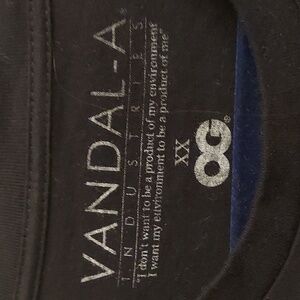 VANDAL-A®
INDUSTRIES
"I don't want to be a product of my environment
I want my environment to be a product of me"
XX
OG®